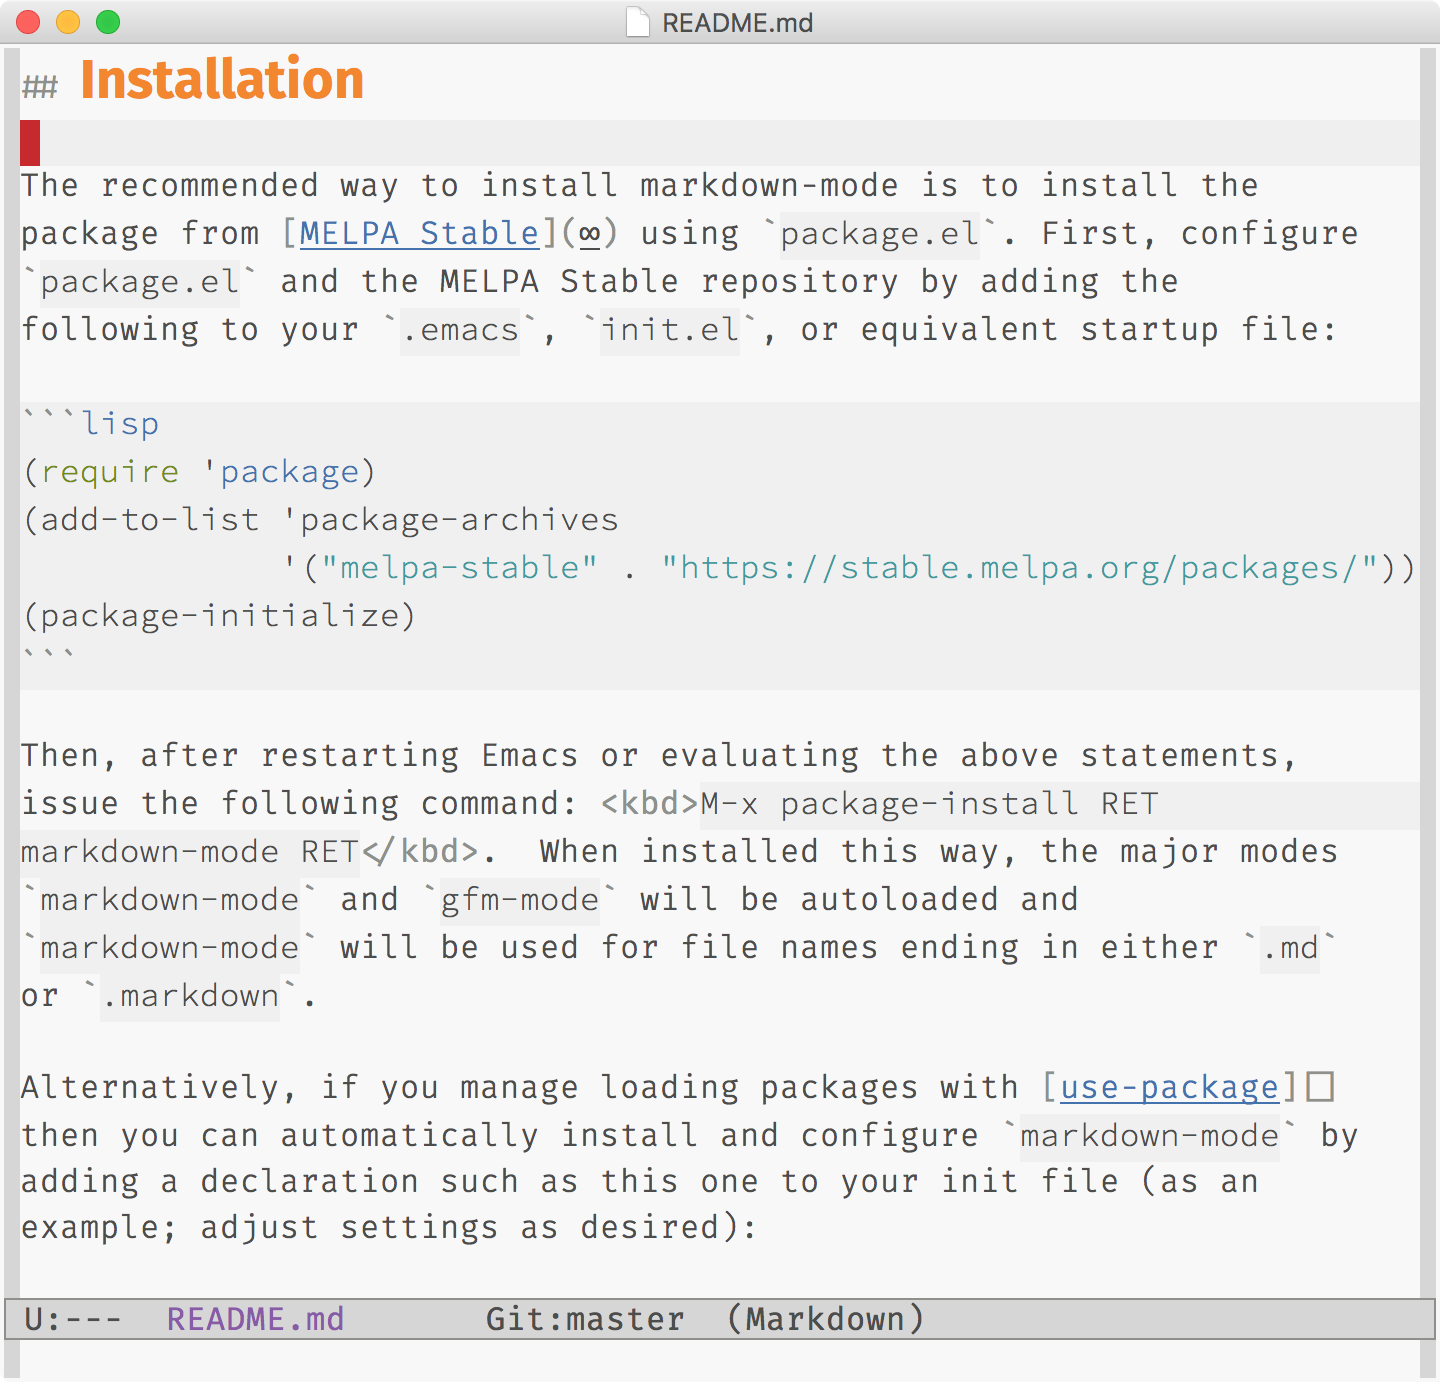 README.md
## Installation
The recommended way to install markdown-mode is to install the
package from [MELPA Stable](∞) using `package.el`. First, configure
`package.el` and the MELPA Stable repository by adding the
following to your `.emacs`, `init.el`, or equivalent startup file:
```lisp
(require 'package)
(add-to-list 'package-archives
             '("melpa-stable" . "https://stable.melpa.org/packages/"))
(package-initialize)
```
Then, after restarting Emacs or evaluating the above statements,
issue the following command: <kbd>M-x package-install RET
markdown-mode RET</kbd>.  When installed this way, the major modes
`markdown-mode` and `gfm-mode` will be autoloaded and
`markdown-mode` will be used for file names ending in either `.md`
or `.markdown`.
Alternatively, if you manage loading packages with [use-package]□
then you can automatically install and configure `markdown-mode` by
adding a declaration such as this one to your init file (as an
example; adjust settings as desired):
U:---  README.md       Git:master  (Markdown)